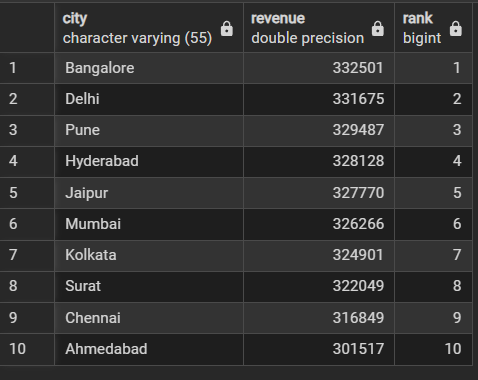 city revenue rank
character varying (55) double precision bigint
1 Bangalore 332501 1
2 Delhi 331675 2
3 Pune 329487 3
4 Hyderabad 328128 4
5 Jaipur 327770 5
6 Mumbai 326266 6
7 Kolkata 324901 7
8 Surat 322049 8
9 Chennai 316849 9
10 Ahmedabad 301517 10